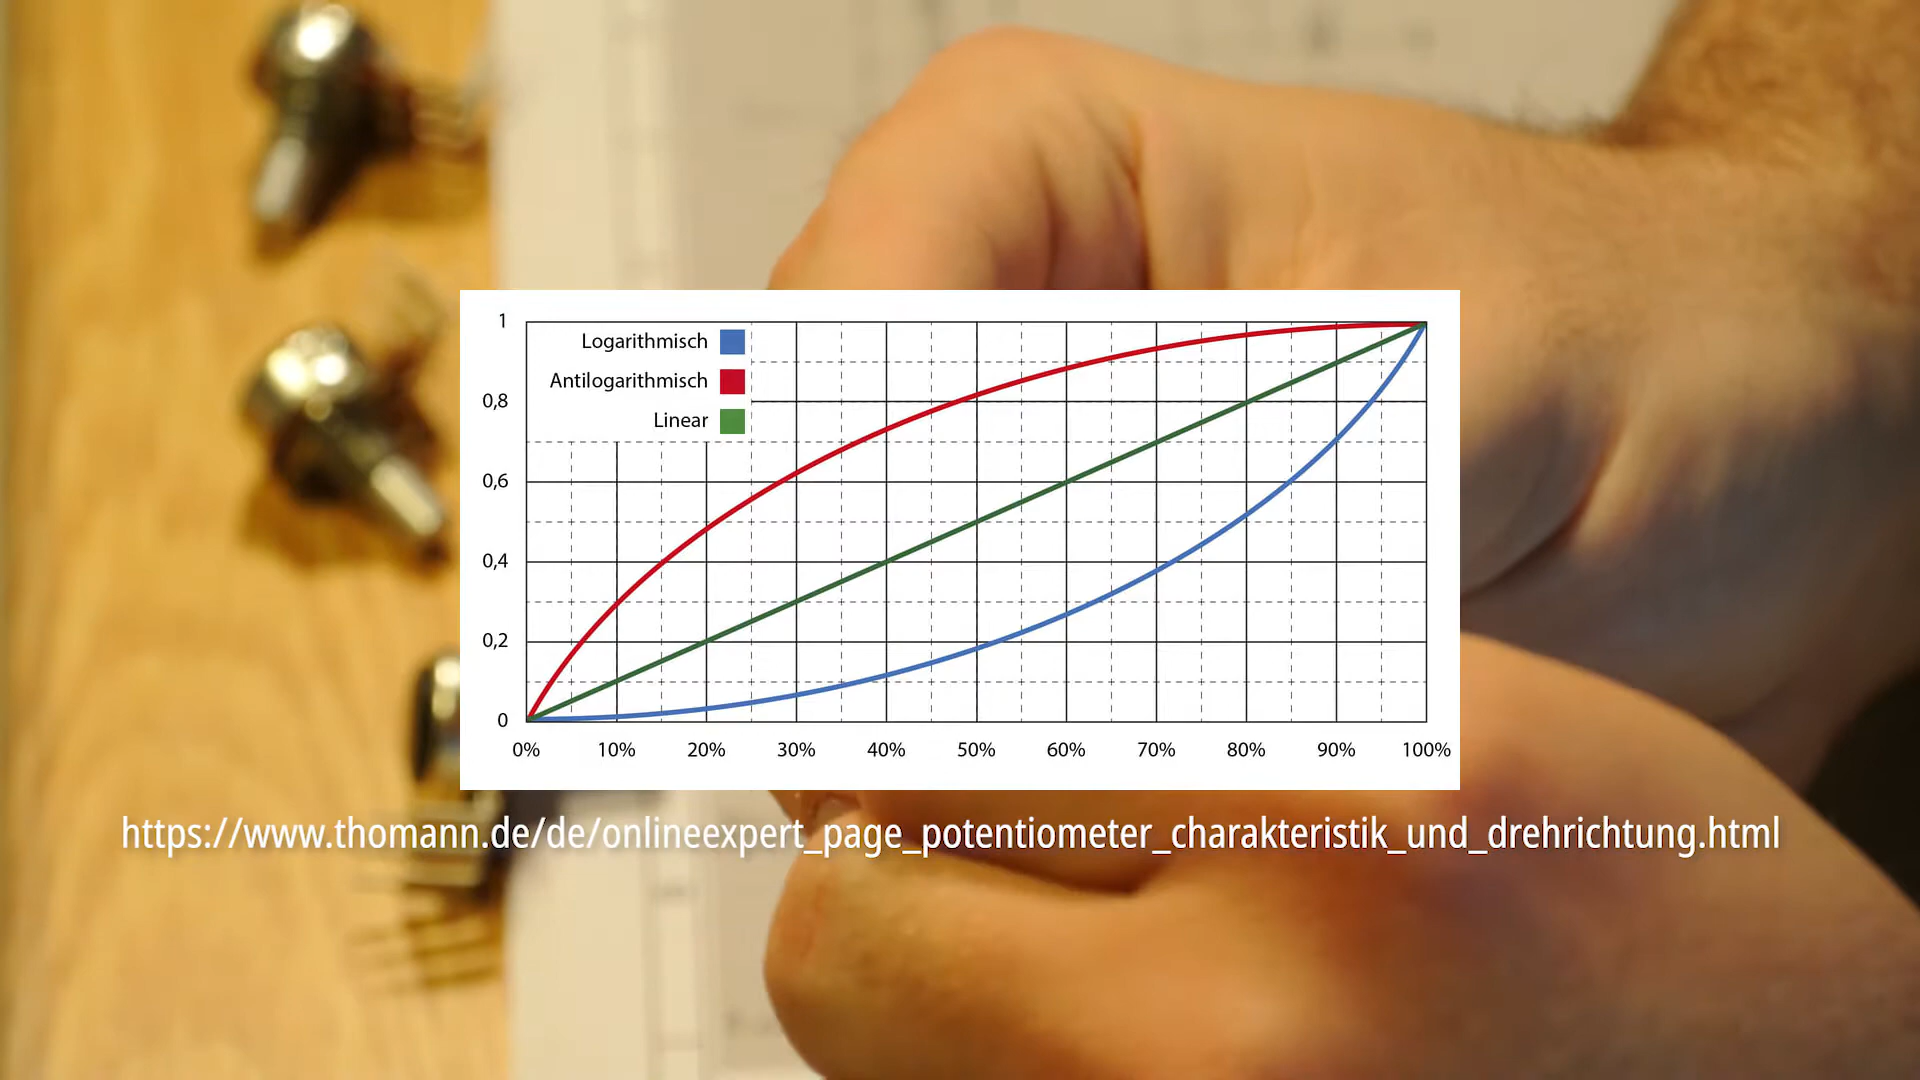 1
Logarithmisch
Antilogarithmisch
0,8
Linear
0,6
0,4
0,2
0
0% 10% 20% 30% 40% 50% 60% 70% 80% 90% 100%
https://www.thomann.de/de/onlineexpert_page_potentiometer_charakteristik_und_drehrichtung.html